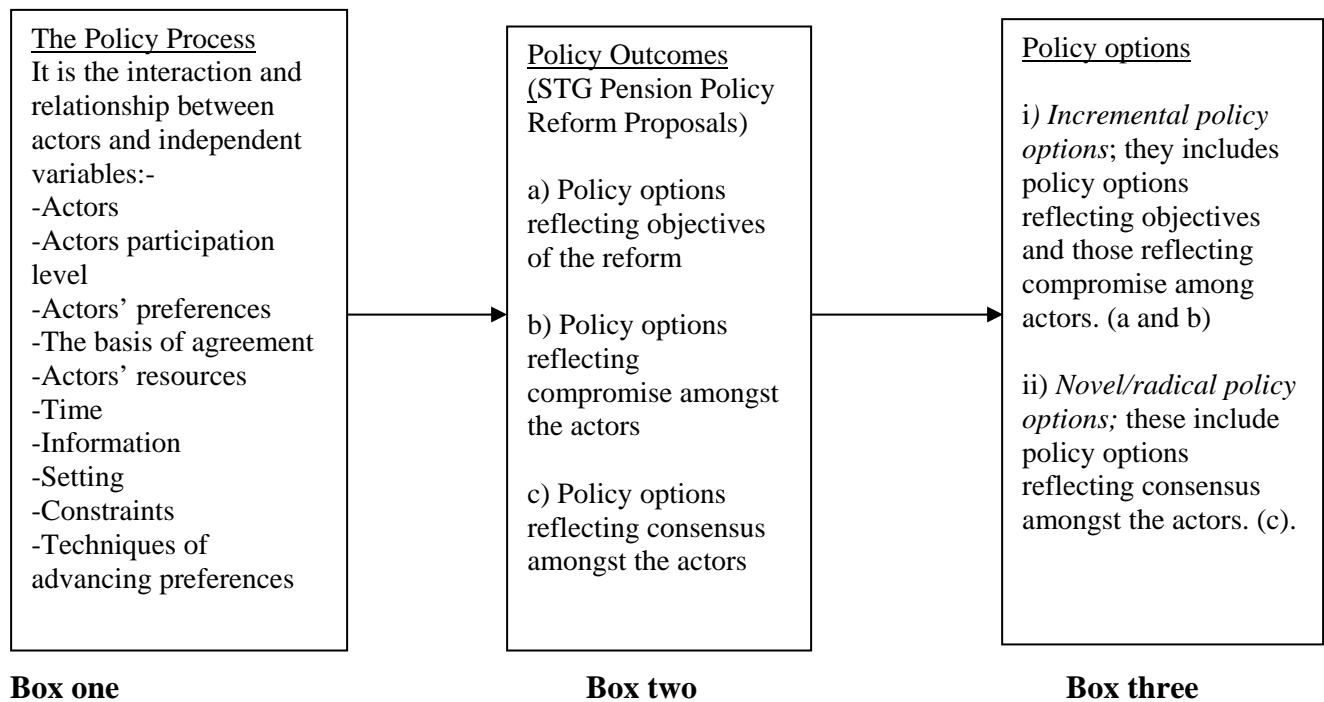 The Policy Process
It is the interaction and
relationship between
actors and independent
variables:-
-Actors
-Actors participation
level
-Actors’ preferences
-The basis of agreement
-Actors’ resources
-Time
-Information
-Setting
-Constraints
-Techniques of
advancing preferences
Policy Outcomes
(STG Pension Policy
Reform Proposals)
a) Policy options
reflecting objectives
of the reform
b) Policy options
reflecting
compromise amongst
the actors
c) Policy options
reflecting consensus
amongst the actors
Policy options
i) Incremental policy
options; they includes
policy options
reflecting objectives
and those reflecting
compromise among
actors. (a and b)
ii) Novel/radical policy
options; these include
policy options
reflecting consensus
amongst the actors. (c).
Box one
Box two
Box three